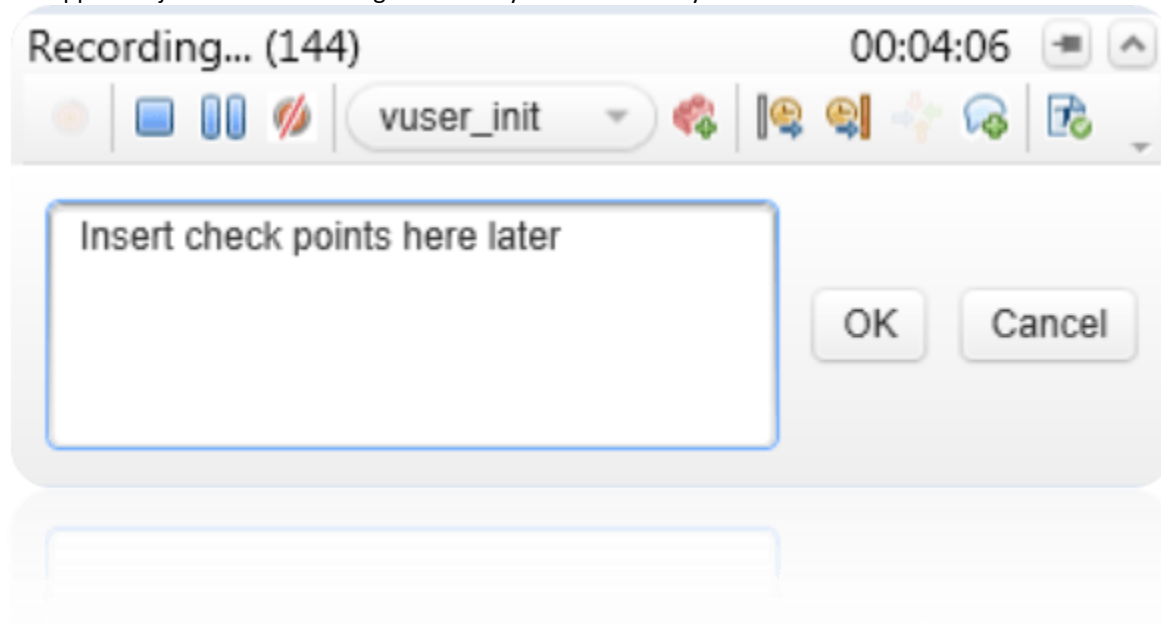 Recording... (144) 00:04:06
vuser_init
Insert check points here later
OK Cancel